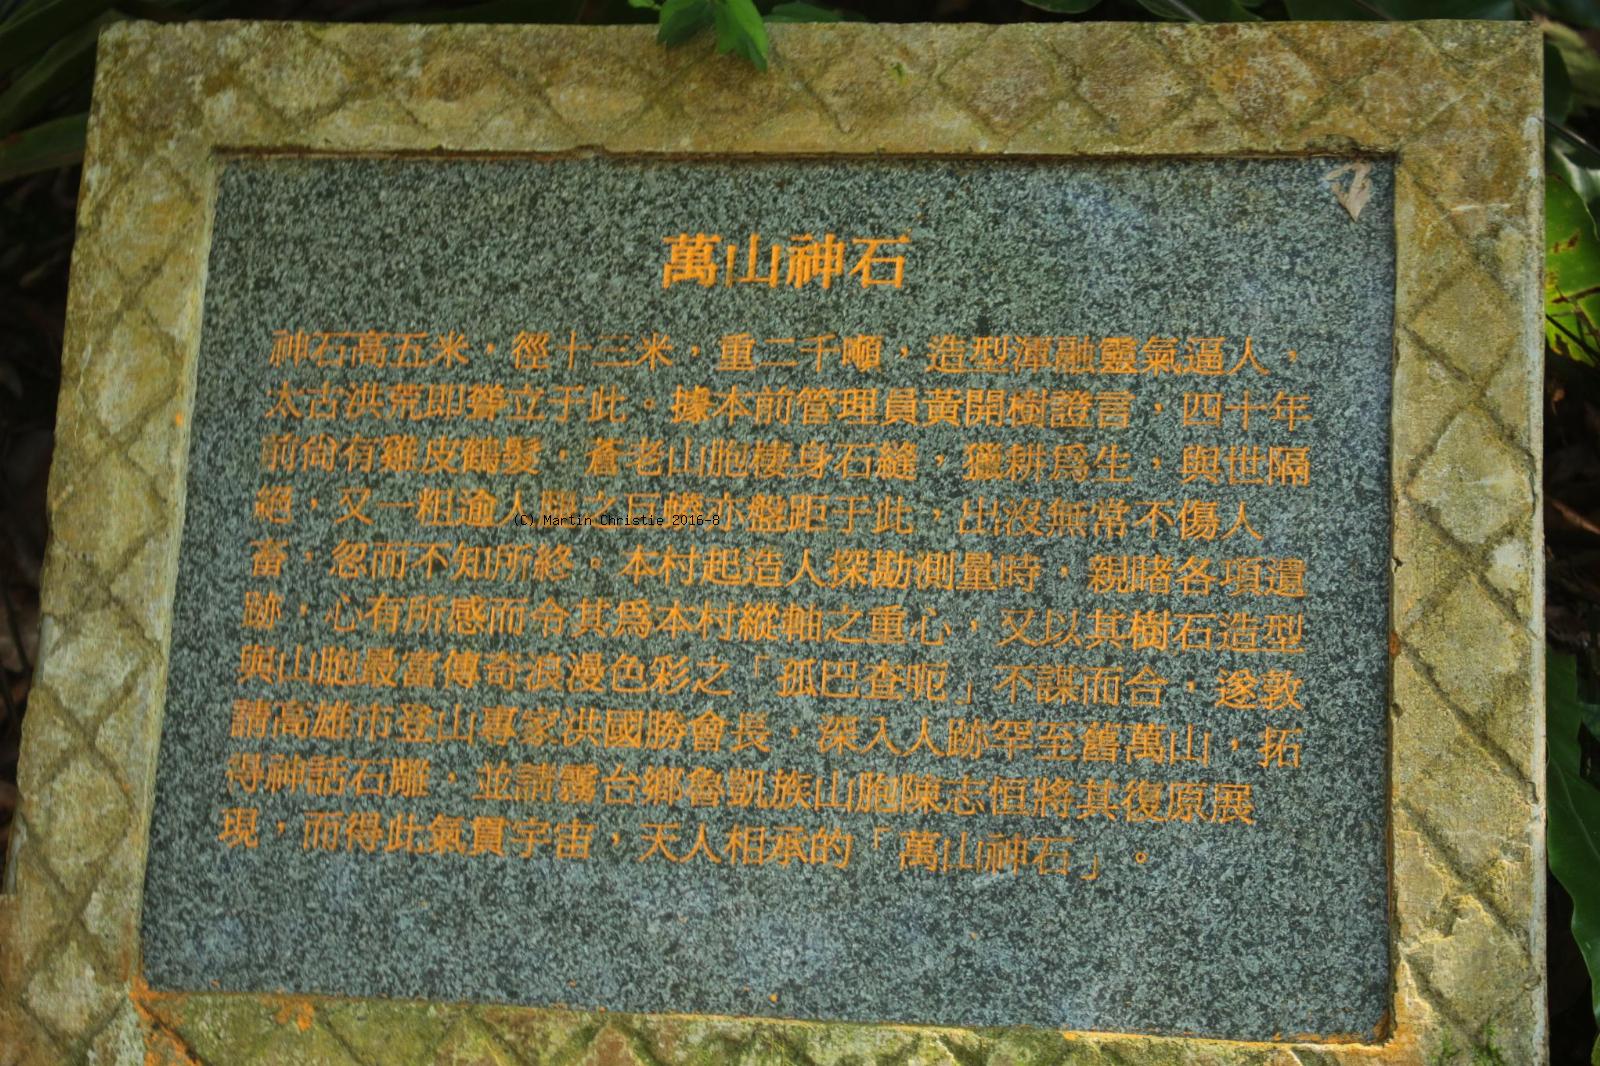 萬山神石
神石高五米，徑十三米，重二千噸，造型渾融靈氣逼人，
太古洪荒即聳立于此。據本前管理員黃開樹證言，四十年
前尚有雞皮鶴髮，蒼老山胞棲身石縫，獵耕爲生，與世隔
絕，又一粗逾人腿之巨蟒亦盤距于此，出沒無常不傷人
畜，忽而不知所終。本村起造人探勘測量時，親睹各項遺
跡，心有所感而令其爲本村縱軸之重心，又以其樹石造型
與山胞最富傳奇浪漫色彩之「孤巴查呃」不謀而合，遂敦
請高雄市登山專家洪國勝會長，深入人跡罕至舊萬山，拓
得神話石雕，並請霧台鄉魯凱族山胞陳志恒將其復原展
現，而得此氣貫宇宙，天人相承的「萬山神石」。
(C) Martin Christie 2016-8